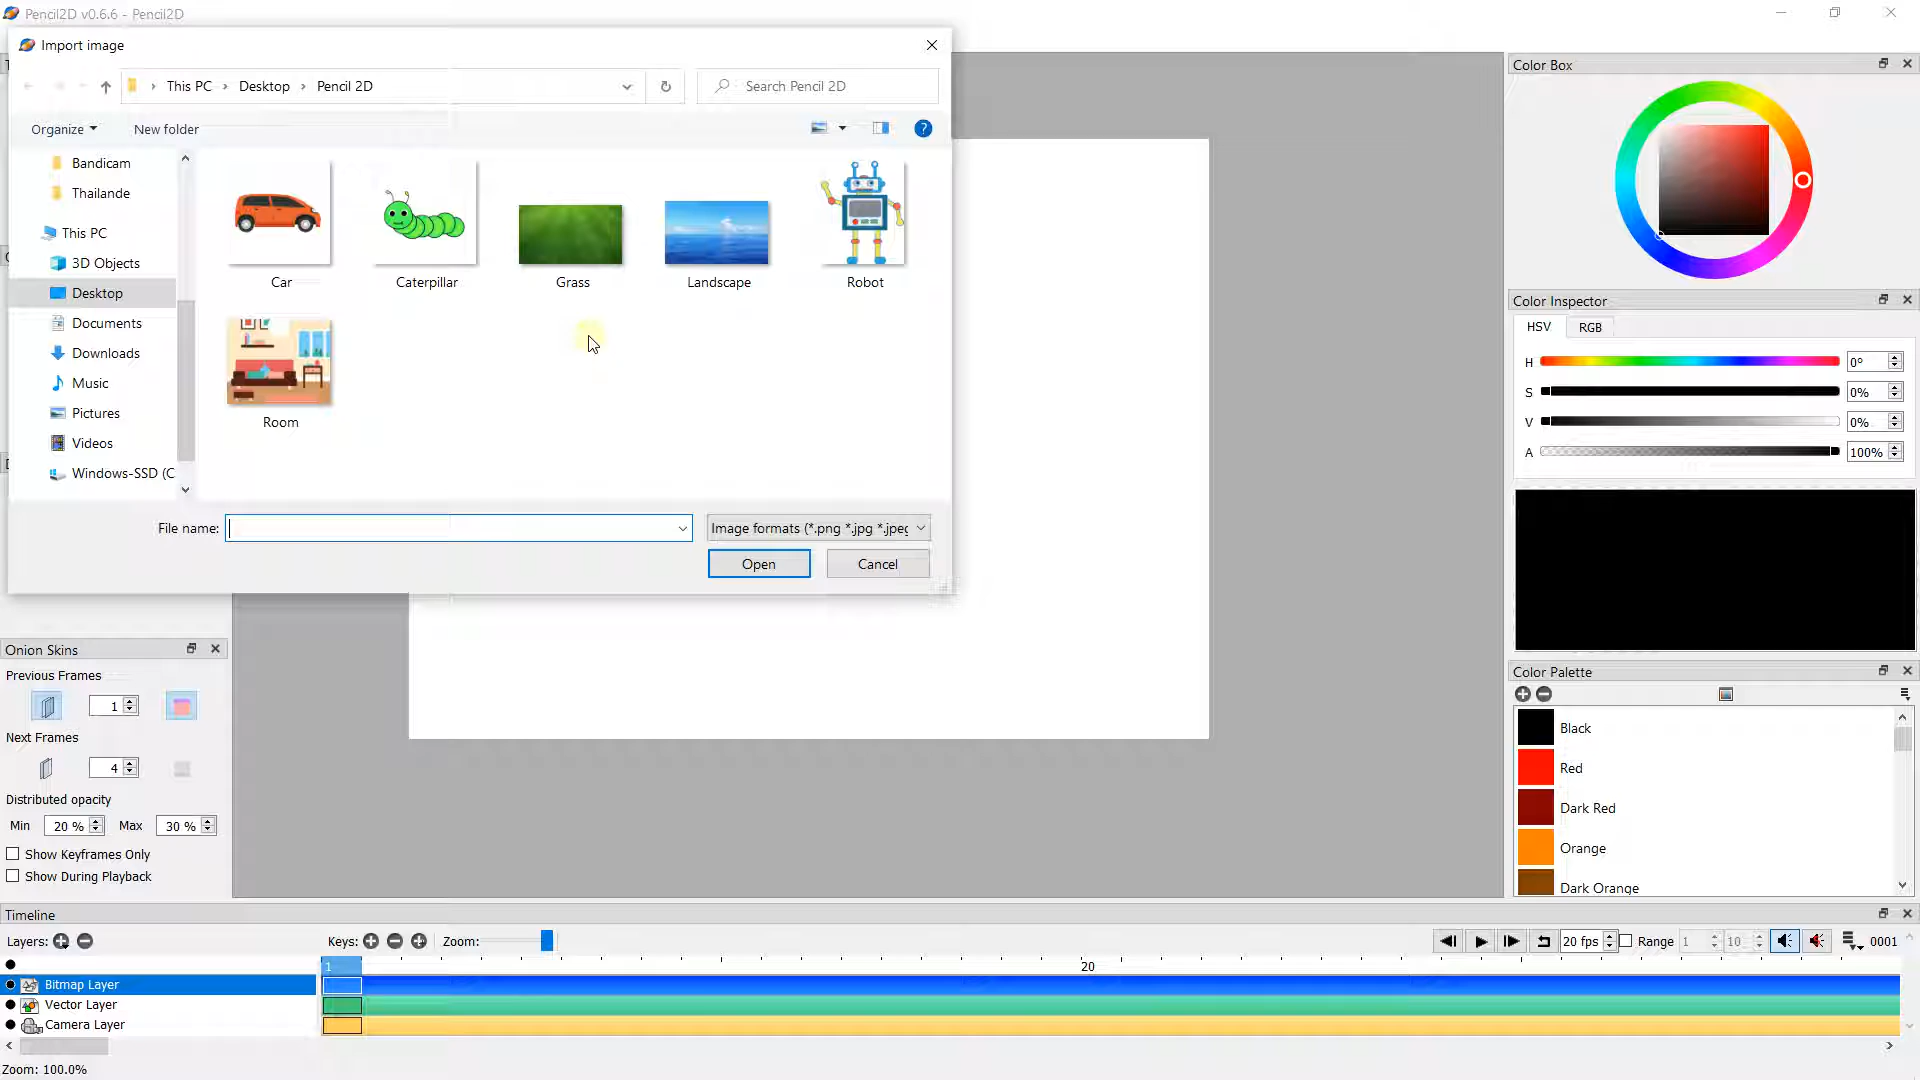 Pencil2D v0.6.6 - Pencil2D
Import image
This PC › Desktop › Pencil 2D
Search Pencil 2D
Organize
New folder
Bandicam
Thailande
This PC
3D Objects
Desktop
Documents
Downloads
Music
Pictures
Videos
Windows-SSD (C
Car
Caterpillar
Grass
Landscape
Robot
Room
File name:
Image formats (*.png *.jpg *.jpeg
Open
Cancel
Color Box
Color Inspector
HSV
RGB
H
0°
S
0%
V
0%
A
100%
Color Palette
Black
Red
Dark Red
Orange
Dark Orange
Onion Skins
Previous Frames
1
Next Frames
4
Distributed opacity
Min 20 % Max 30 %
Show Keyframes Only
Show During Playback
Timeline
Layers:
Keys:
Zoom:
20 fps
Range
1
10
0001
1
20
Bitmap Layer
Vector Layer
Camera Layer
Zoom: 100.0%